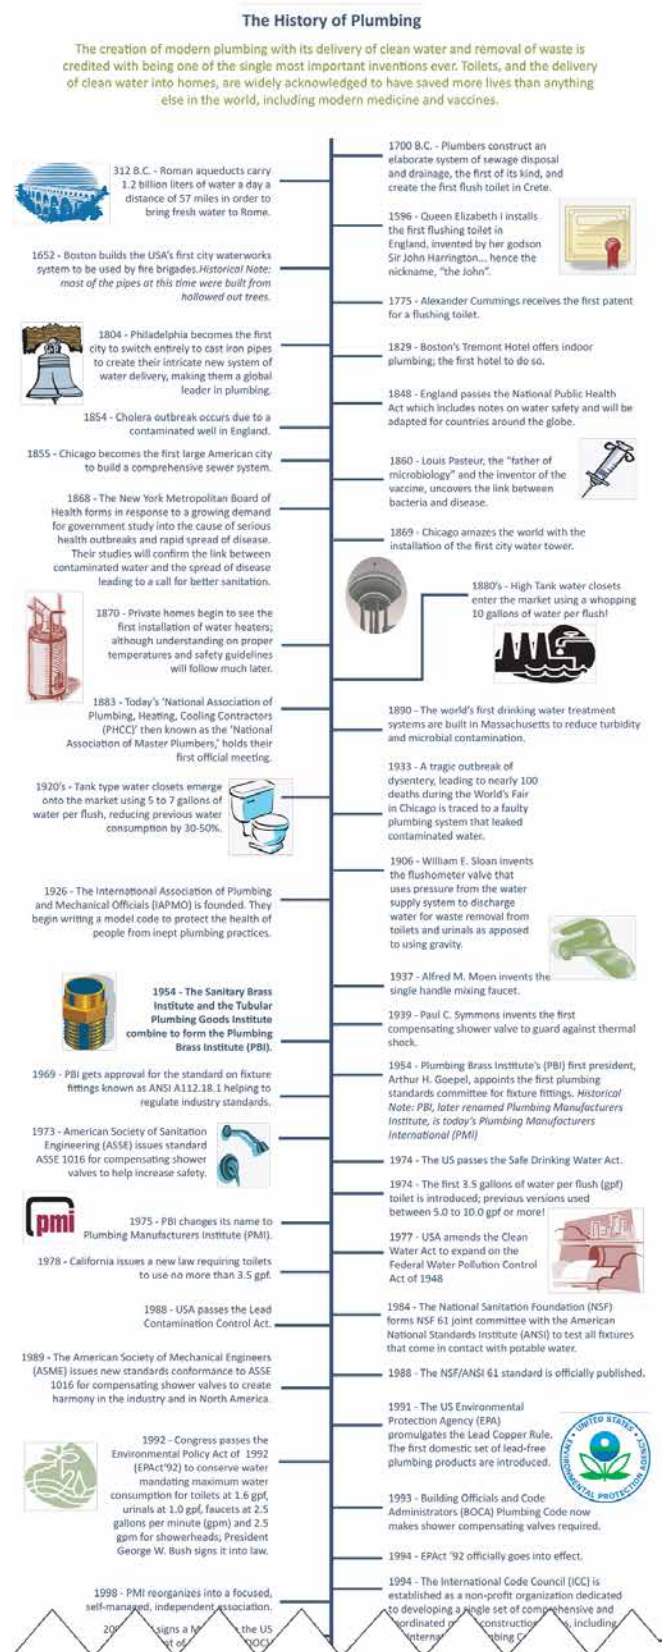 The History of Plumbing
The creation of modern plumbing with its delivery of clean water and removal of waste is
credited with being one of the single most important inventions ever. Toilets, and the delivery
of clean water into homes, are widely acknowledged to have saved more lives than anything
else in the world, including modern medicine and vaccines.
1700 B.C. - Plumbers construct an
elaborate system of sewage disposal
and drainage, the first of its kind, and
create the first flush toilet in Crete.
312 B.C. - Roman aqueducts carry
1.2 billion liters of water a day a
distance of 57 miles in order to
bring fresh water to Rome.
1596 - Queen Elizabeth I installs
the first flushing toilet in
England, invented by her godson
Sir John Harrington... hence the
nickname, "the John".
1652 - Boston builds the USA's first city waterworks
system to be used by fire brigades. Historical Note:
most of the pipes at this time were built from
hollowed out trees.
1775 - Alexander Cummings receives the first patent
for a flushing toilet.
1804 - Philadelphia becomes the first
city to switch entirely to cast iron pipes
to create their intricate new system of
water delivery, making them a global
leader in plumbing.
1829 - Boston's Tremont Hotel offers indoor
plumbing; the first hotel to do so.
1848 - England passes the National Public Health
Act which includes notes on water safety and will be
adapted for countries around the globe.
1854 - Cholera outbreak occurs due to a
contaminated well in England.
1855 - Chicago becomes the first large American city
to build a comprehensive sewer system.
1860 - Louis Pasteur, the "father of
microbiology" and the inventor of the
vaccine, uncovers the link between
bacteria and disease.
1868 - The New York Metropolitan Board of
Health forms in response to a growing demand
for government study into the cause of serious
health outbreaks and rapid spread of disease.
Their studies will confirm the link between
contaminated water and the spread of disease
leading to a call for better sanitation.
1869 - Chicago amazes the world with the
installation of the first city water tower.
1880's - High Tank water closets
enter the market using a whopping
10 gallons of water per flush!
1870 - Private homes begin to see the
first installation of water heaters;
although understanding on proper
temperatures and safety guidelines
will follow much later.
1883 - Today's 'National Association of
Plumbing, Heating, Cooling Contractors
(PHCC)' then known as the 'National
Association of Master Plumbers,' holds their
first official meeting.
1890 - The world's first drinking water treatment
systems are built in Massachusetts to reduce turbidity
and microbial contamination.
1933 - A tragic outbreak of
dysentery, leading to nearly 100
deaths during the World's Fair
in Chicago is traced to a faulty
plumbing system that leaked
contaminated water.
1920's - Tank type water closets emerge
onto the market using 5 to 7 gallons of
water per flush, reducing previous water
consumption by 30-50%.
1906 - William E. Sloan invents
the flushometer valve that
uses pressure from the water
supply system to discharge
water for waste removal from
toilets and urinals as apposed
to using gravity.
1926 - The International Association of Plumbing
and Mechanical Officials (IAPMO) is founded. They
begin writing a model code to protect the health of
people from inept plumbing practices.
1937 - Alfred M. Moen invents the
single handle mixing faucet.
1954 - The Sanitary Brass
Institute and the Tubular
Plumbing Goods Institute
combine to form the Plumbing
Brass Institute (PBI).
1939 - Paul C. Symmons invents the first
compensating shower valve to guard against thermal
shock.
1954 - Plumbing Brass Institute's (PBI) first president,
Arthur H. Goepel, appoints the first plumbing
standards committee for fixture fittings. Historical
Note: PBI, later renamed Plumbing Manufacturers
Institute, is today's Plumbing Manufacturers
International (PMI)
1969 - PBI gets approval for the standard on fixture
fittings known as ANSI A112.18.1 helping to
regulate industry standards.
1973 - American Society of Sanitation
Engineering (ASSE) issues standard
ASSE 1016 for compensating shower
valves to help increase safety.
1974 - The US passes the Safe Drinking Water Act.
1974 - The first 3.5 gallons of water per flush (gpf)
toilet is introduced; previous versions used
between 5.0 to 10.0 gpf or more!
pmi
1975 - PBI changes its name to
Plumbing Manufacturers Institute (PMI).
1977 - USA amends the Clean
Water Act to expand on the
Federal Water Pollution Control
Act of 1948
1978 - California issues a new law requiring toilets
to use no more than 3.5 gpf.
1984 - The National Sanitation Foundation (NSF)
forms NSF 61 joint committee with the American
National Standards Institute (ANSI) to test all fixtures
that come in contact with potable water.
1988 - USA passes the Lead
Contamination Control Act.
1989 - The American Society of Mechanical Engineers
(ASME) issues new standards conformance to ASSE
1016 for compensating shower valves to create
harmony in the industry and in North America.
1988 - The NSF/ANSI 61 standard is officially published.
1991 - The US Environmental
Protection Agency (EPA)
promulgates the Lead Copper Rule.
The first domestic set of lead-free
plumbing products are introduced.
UNITED STATES
ENVIRONMENTAL PROTECTION AGENCY
1992 - Congress passes the
Environmental Policy Act of 1992
(EPAct'92) to conserve water
mandating maximum water
consumption for toilets at 1.6 gpf,
urinals at 1.0 gpf, faucets at 2.5
gallons per minute (gpm) and 2.5
gpm for showerheads; President
George W. Bush signs it into law.
1993 - Building Officials and Code
Administrators (BOCA) Plumbing Code now
makes shower compensating valves required.
1994 - EPAct '92 officially goes into effect.
1994 - The International Code Council (ICC) is
established as a non-profit organization dedicated
to developing a single set of comprehensive and
construction
including
1998 - PMI reorganizes into a focused,
self-managed, independent association.
signs a
the US